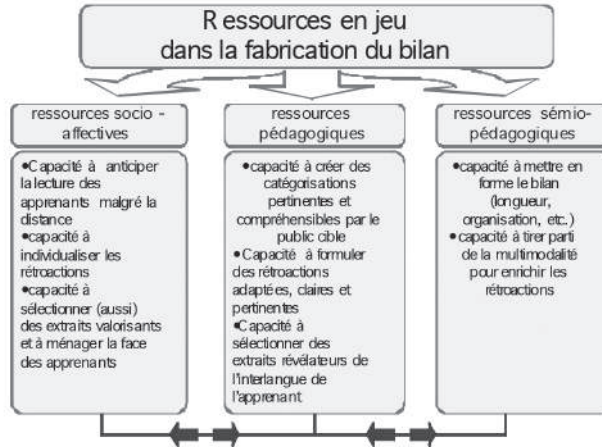 Ressources en jeu
dans la fabrication du bilan
ressources socio -
affectives
•Capacité à anticiper
la lecture des
apprenants malgré la
distance
•capacité à
individualiser les
rétroactions
•capacité à
sélectionner (aussi)
des extraits valorisants
et à ménager la face
des apprenants
ressources
pédagogiques
•capacité à créer des
catégorisations
pertinentes et
compréhensibles par le
public cible
•Capacité à formuler
des rétroactions
adaptées, claires et
pertinentes
•Capacité à
sélectionner des
extraits révélateurs de
l'interlangue de
l'apprenant
ressources sémio-
pédagogiques
•capacité à mettre en
forme le bilan
(longueur,
organisation, etc.)
•capacité à tirer parti
de la multimodalité
pour enrichir les
rétroactions